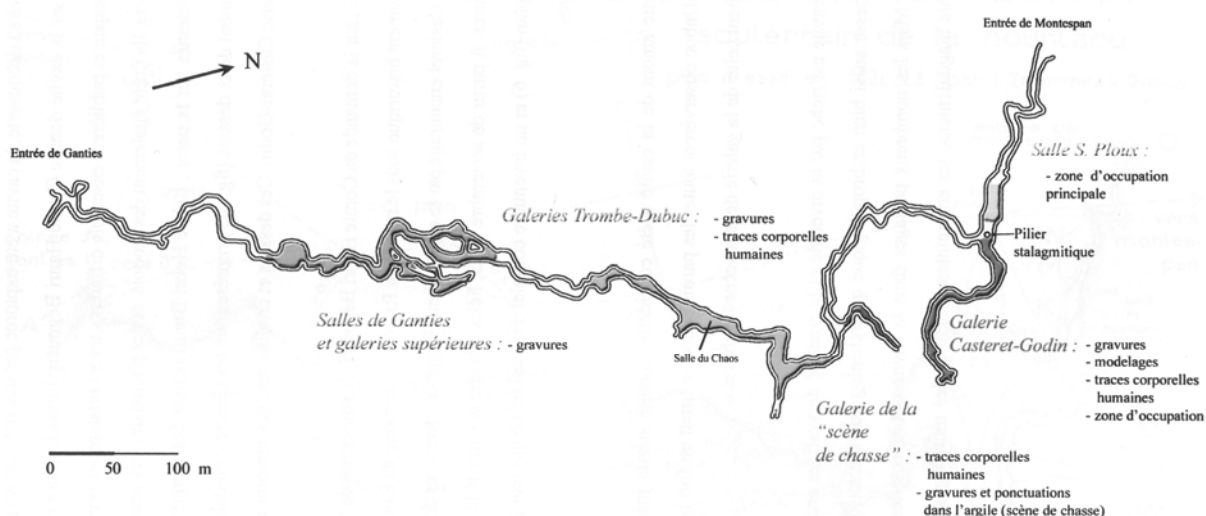 Entrée de Montespan
N
Entrée de Ganties
Salle S. Ploux :
- zone d'occupation
principale
Galeries Trombe-Dubuc : - gravures
- traces corporelles
humaines
Pilier
stalagmitique
Salles de Ganties
et galeries supérieures : - gravures
Salle du Chaos
Galerie
Casteret-Godin : - gravures
- modelages
- traces corporelles
humaines
- zone d'occupation
Galerie de la
"scène
de chasse" : - traces corporelles
humaines
- gravures et ponctuations
dans l'argile (scène de chasse)
0 50 100 m